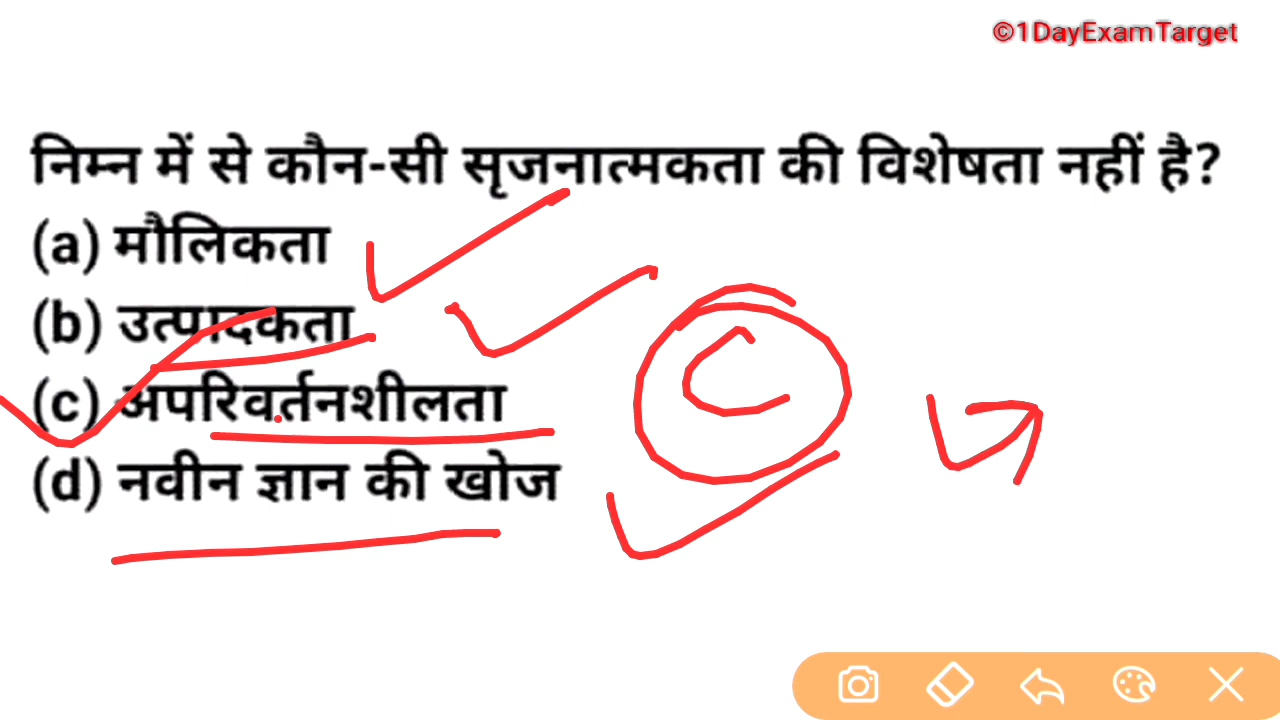 ©1DayExamTarget
निम्न में से कौन-सी सृजनात्मकता की विशेषता नहीं है?
(a) मौलिकता
(b) उत्पादकता
(c) अपरिवर्तनशीलता
C
(d) नवीन ज्ञान की खोज